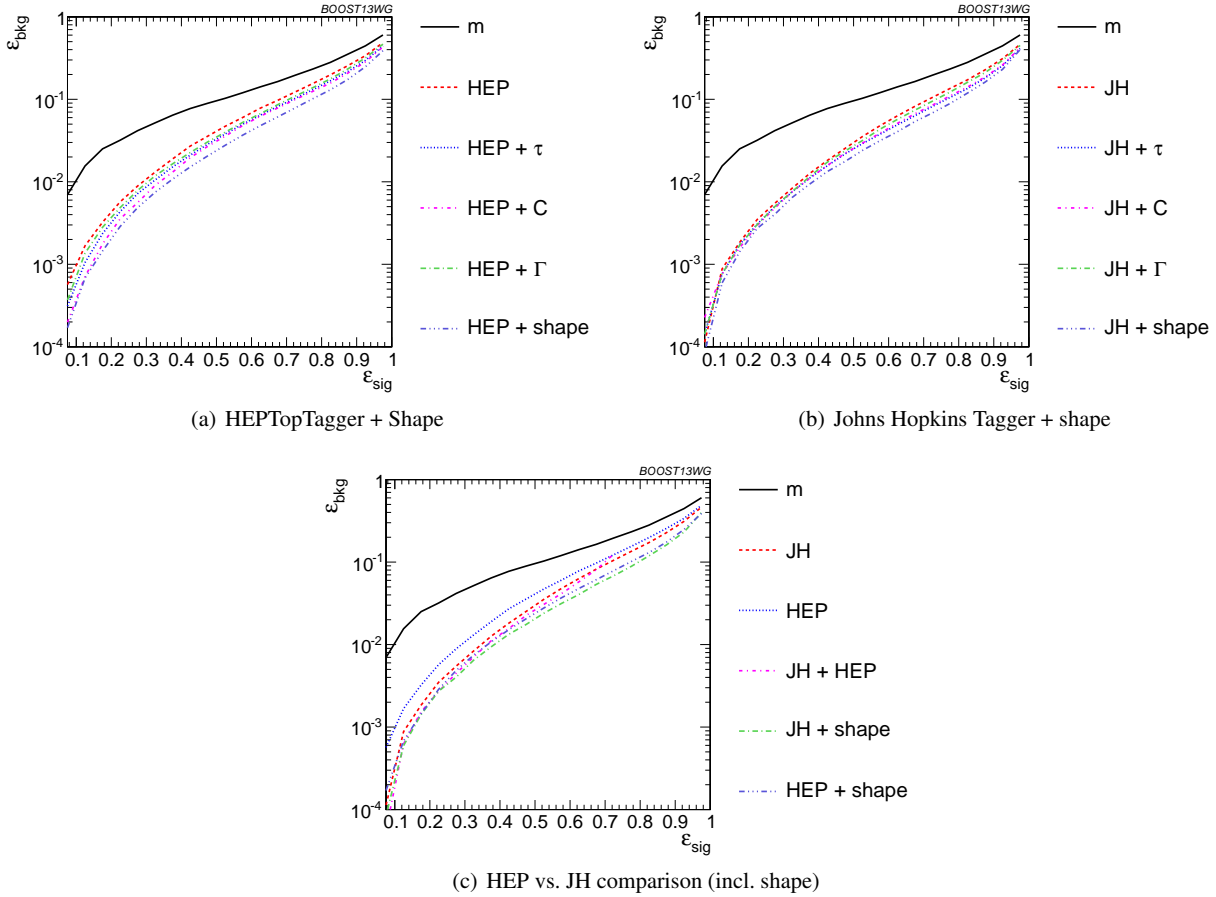 BOOST13WG
ε_bkg
1
10^-1
10^-2
10^-3
10^-4
0.1 0.2 0.3 0.4 0.5 0.6 0.7 0.8 0.9 1
ε_sig
m
HEP
HEP + τ
HEP + C
HEP + Γ
HEP + shape
(a) HEPTopTagger + Shape
BOOST13WG
ε_bkg
1
10^-1
10^-2
10^-3
10^-4
0.1 0.2 0.3 0.4 0.5 0.6 0.7 0.8 0.9 1
ε_sig
m
JH
JH + τ
JH + C
JH + Γ
JH + shape
(b) Johns Hopkins Tagger + shape
BOOST13WG
ε_bkg
1
10^-1
10^-2
10^-3
10^-4
0.1 0.2 0.3 0.4 0.5 0.6 0.7 0.8 0.9 1
ε_sig
m
JH
HEP
JH + HEP
JH + shape
HEP + shape
(c) HEP vs. JH comparison (incl. shape)